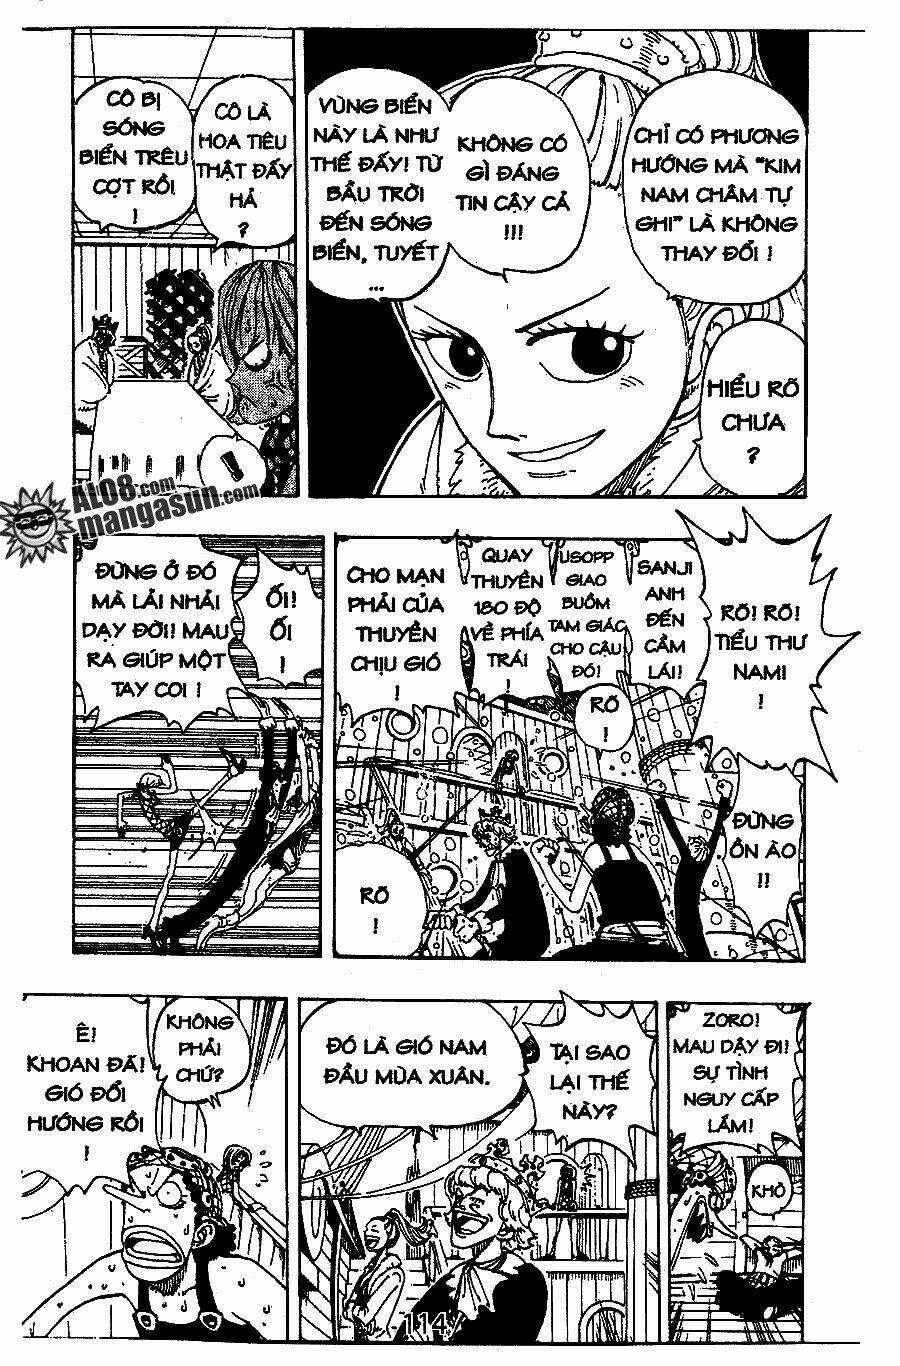 CHỈ CÓ PHƯƠNG
HƯỚNG MÀ "KIM
NAM CHÂM TỰ
GHI" LÀ KHÔNG
THAY ĐỔI !
KHÔNG CÓ
GÌ ĐÁNG
TIN CẬY CẢ
!!!
VÙNG BIỂN
NÀY LÀ NHƯ
THẾ ĐẤY! TỪ
BẦU TRỜI
ĐẾN SÓNG
BIỂN, TUYẾT
...
HIỂU RÕ
CHƯA
?
CÔ LÀ
HOA TIÊU
THẬT ĐẤY
HẢ
?
CÔ BỊ
SÓNG
BIỂN TRÊU
CỢT RỒI
!
A108.com
mangasun.com
RÕ! RÕ!
TIỂU THƯ
NAMI
!
SANJI
ANH
ĐẾN
CẦM
LÁI!
USOPP
GIAO
BUỒM
TAM GIÁC
CHO CẬU
ĐÓ!
QUAY
THUYỀN
180 ĐỘ
VỀ PHÍA
TRÁI
CHO MẠN
PHẢI CỦA
THUYỀN
CHỊU GIÓ
!
RÕ
!
ĐỪNG
ỒN ÀO
!!
RÕ
!
ỐI!
ỐI
!
ĐỪNG Ở ĐÓ
MÀ LẢI NHẢI
DẠY ĐỜI! MAU
RA GIÚP MỘT
TAY COI !
ZORO!
MAU DẬY ĐI!
SỰ TÌNH
NGUY CẤP
LẮM!
KHÒ
TẠI SAO
LẠI THẾ
NÀY?
ĐÓ LÀ GIÓ NAM
ĐẦU MÙA XUÂN.
KHÔNG
PHẢI
CHỨ?
Ê!
KHOAN ĐÃ!
GIÓ ĐỔI
HƯỚNG RỒI
!
114